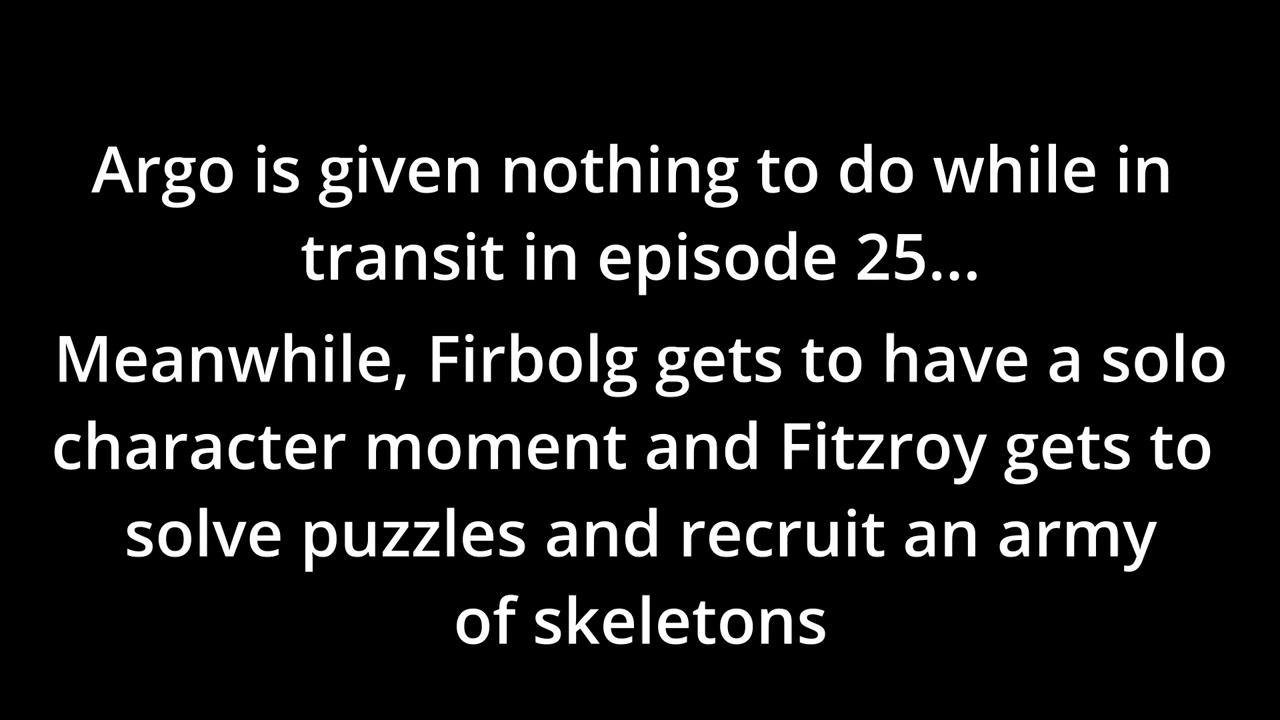 Argo is given nothing to do while in
transit in episode 25...
Meanwhile, Firbolg gets to have a solo
character moment and Fitzroy gets to
solve puzzles and recruit an army
of skeletons